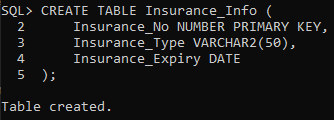 SQL> CREATE TABLE Insurance_Info (
  2      Insurance_No NUMBER PRIMARY KEY,
  3      Insurance_Type VARCHAR2(50),
  4      Insurance_Expiry DATE
  5  );
Table created.